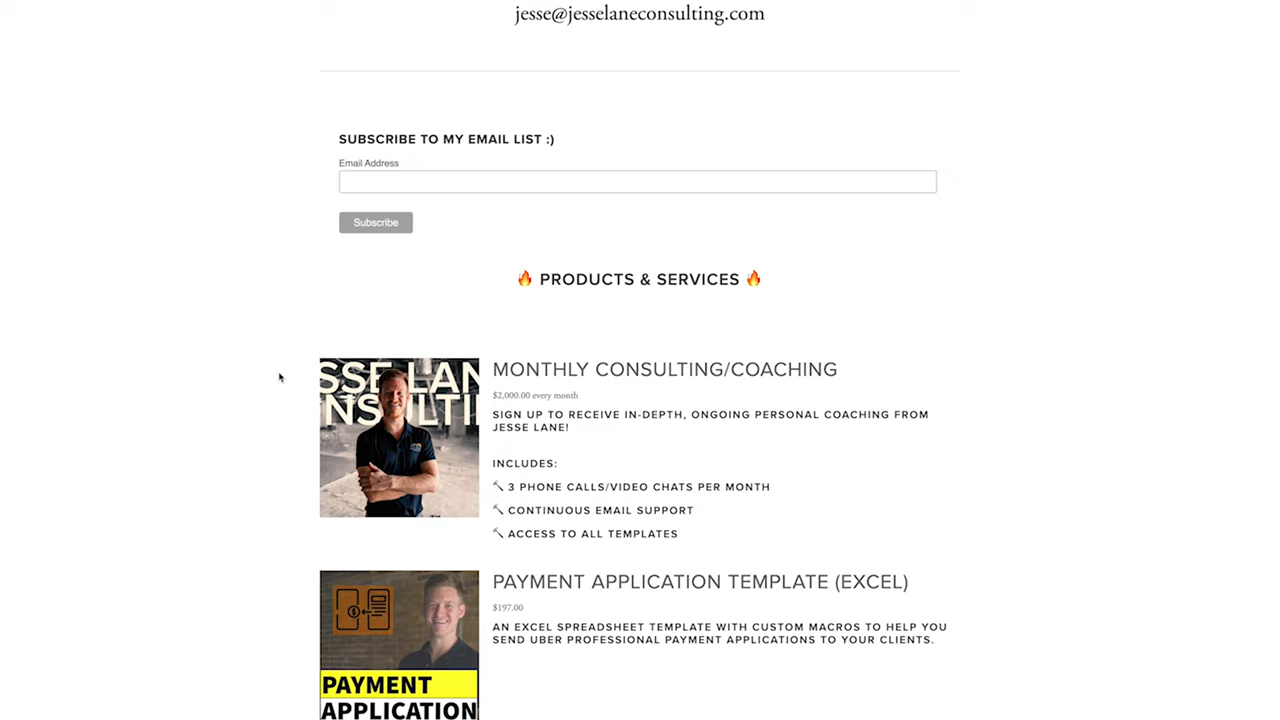 jesse@jesselaneconsulting.com
SUBSCRIBE TO MY EMAIL LIST :)
Email Address
Subscribe
🔥 PRODUCTS & SERVICES 🔥
SSE LAN
NSULTI
MONTHLY CONSULTING/COACHING
$2,000.00 every month
SIGN UP TO RECEIVE IN-DEPTH, ONGOING PERSONAL COACHING FROM
JESSE LANE!
INCLUDES:
🔨 3 PHONE CALLS/VIDEO CHATS PER MONTH
🔨 CONTINUOUS EMAIL SUPPORT
🔨 ACCESS TO ALL TEMPLATES
PAYMENT
APPLICATION
PAYMENT APPLICATION TEMPLATE (EXCEL)
$197.00
AN EXCEL SPREADSHEET TEMPLATE WITH CUSTOM MACROS TO HELP YOU
SEND UBER PROFESSIONAL PAYMENT APPLICATIONS TO YOUR CLIENTS.